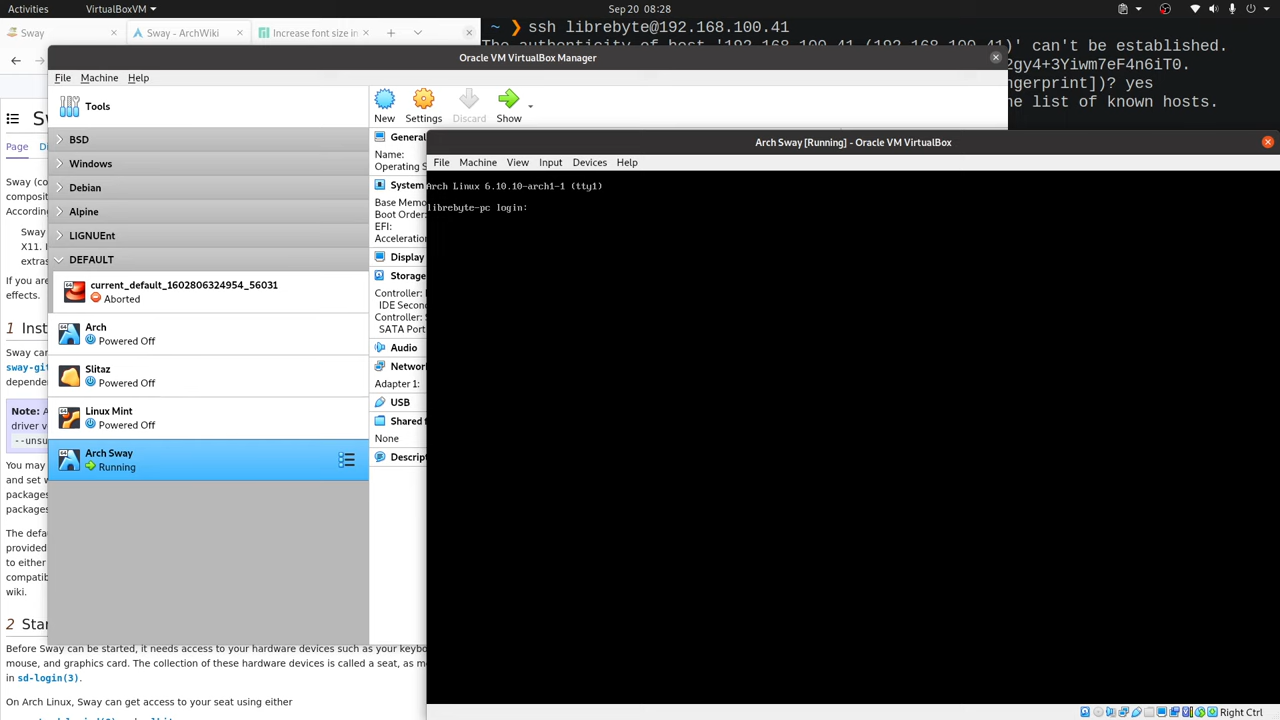 Activities
VirtualBoxVM
Sep 20 08:28
Sway
Sway - ArchWiki
Increase font size in
~ ❯ ssh librebyte@192.168.100.41
The authenticity of host '192.168.100.41 (192.168.100.41)' can't be established.
2gy4+3Yiwm7eF4n6iT0.
ingerprint])? yes
he list of known hosts.
Oracle VM VirtualBox Manager
File Machine Help
Tools
BSD
Windows
Debian
Alpine
LIGNUEnt
DEFAULT
current_default_1602806324954_56031
Aborted
Arch
Powered Off
Slitaz
Powered Off
Linux Mint
Powered Off
Arch Sway
Running
New
Settings
Discard
Show
General
Name:
Operating S
System
Base Memo
Boot Order:
EFI:
Acceleration
Display
Storage
Controller:
IDE Second
Controller:
SATA Port
Audio
Network
Adapter 1:
USB
Shared f
None
Descript
Arch Sway [Running] - Oracle VM VirtualBox
File Machine View Input Devices Help
Arch Linux 6.10.10-arch1-1 (tty1)
librebyte-pc login:
Right Ctrl
Page
Sway (co
composit
Accordin
Sway
X11. I
extras
If you are
effects.
1 Inst
Sway can
sway-git
depende
Note: A
driver v
--unsu
You may
and set w
packages
packages
The defa
provided
to either
compatib
wiki.
2 Star
Before Sway can be started, it needs access to your hardware devices such as your keybo
mouse, and graphics card. The collection of these hardware devices is called a seat, as m
in sd-login(3).
On Arch Linux, Sway can get access to your seat using either